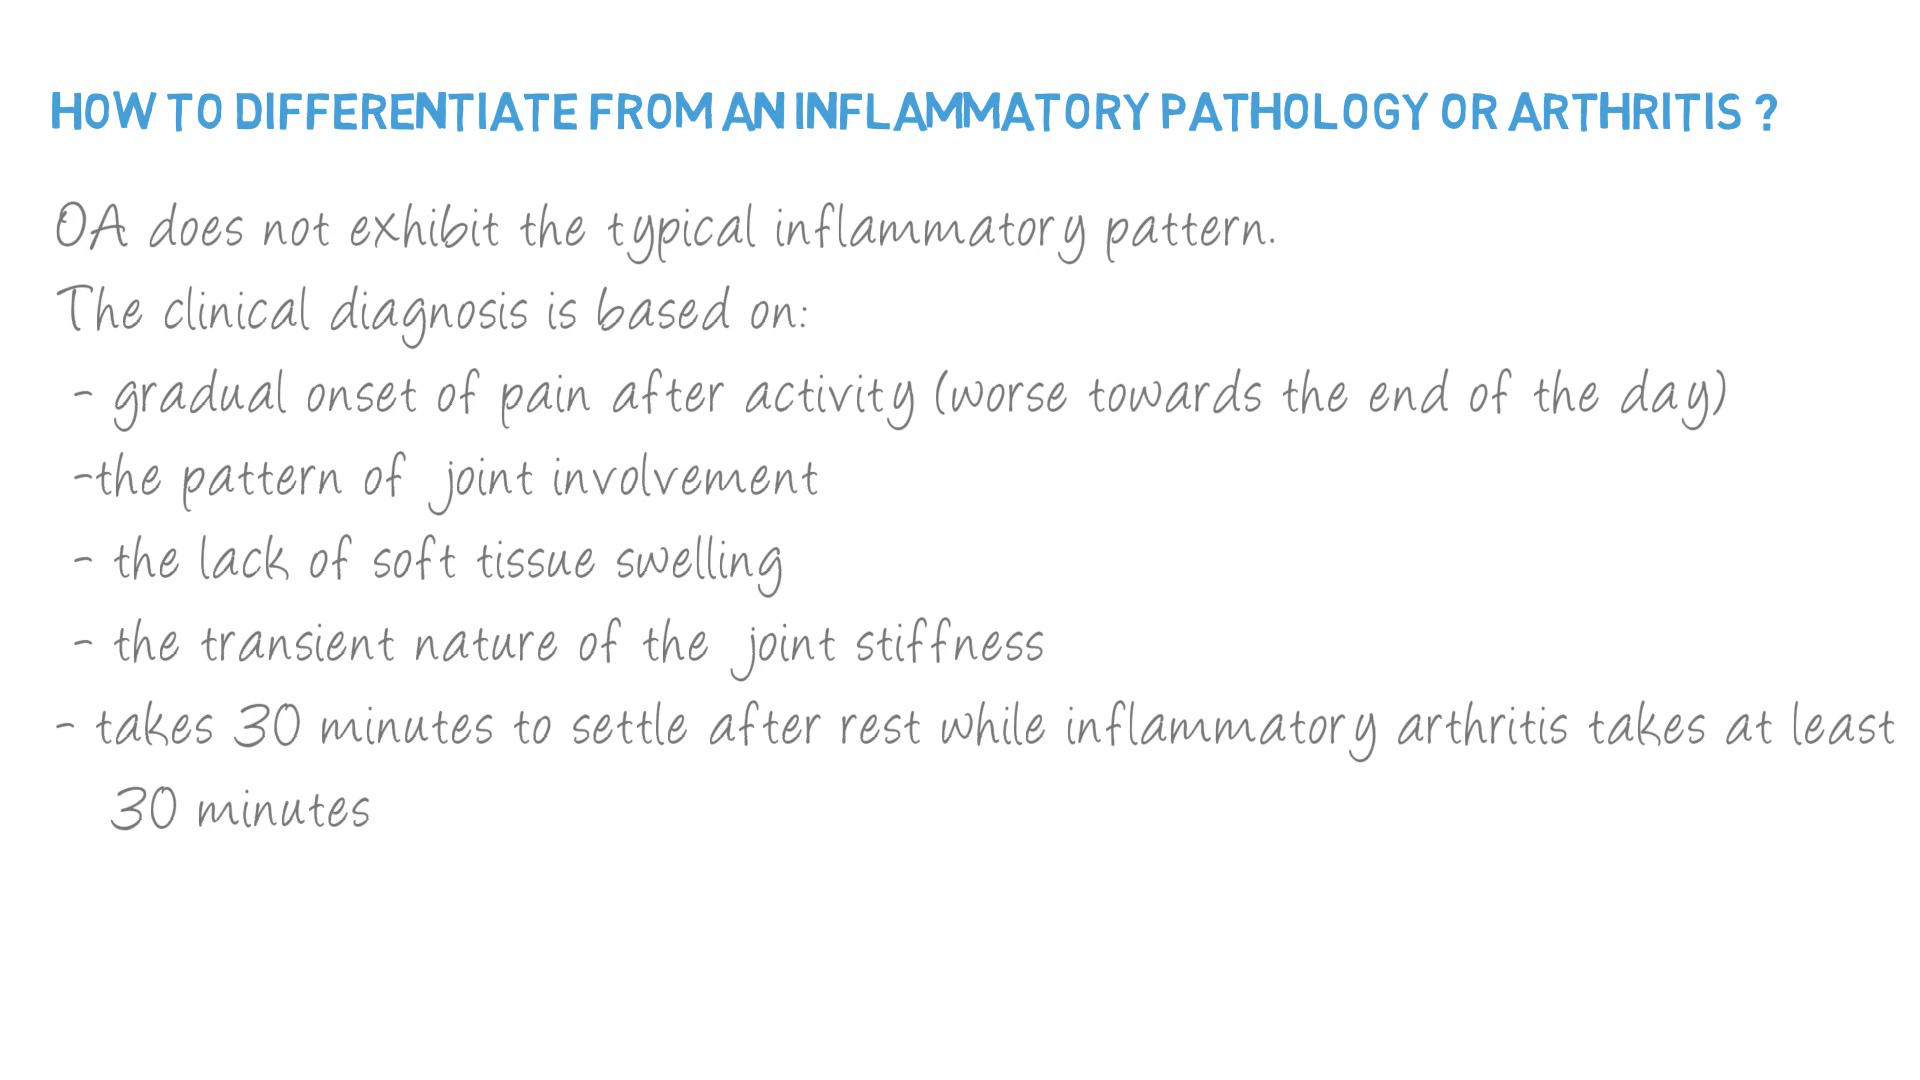 HOW TO DIFFERENTIATE FROM AN INFLAMMATORY PATHOLOGY OR ARTHRITIS ?
OA does not exhibit the typical inflammatory pattern.
The clinical diagnosis is based on:
- gradual onset of pain after activity (worse towards the end of the day)
-the pattern of joint involvement
- the lack of soft tissue swelling
- the transient nature of the joint stiffness
- takes 30 minutes to settle after rest while inflammatory arthritis takes at least
30 minutes